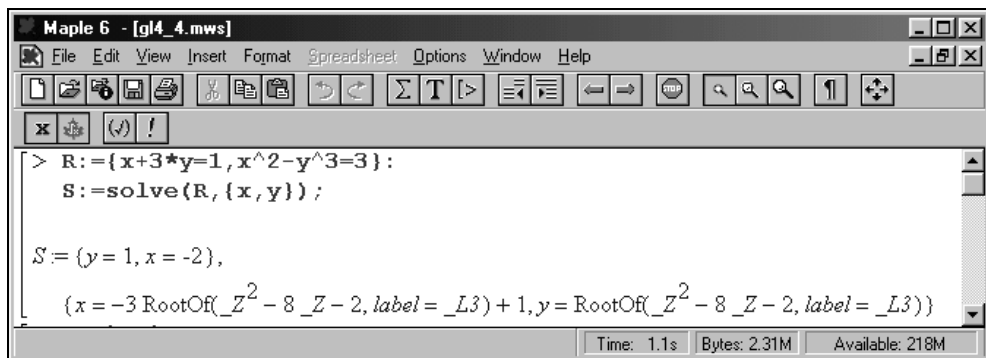 Maple 6 - [gl4_4.mws]
File Edit View Insert Format Spreadsheet Options Window Help
Σ T [> STOP ¶
x (√) !
[> R:={x+3*y=1,x^2-y^3=3}:
S:=solve(R,{x,y});
S := {y = 1, x = -2},
{x = −3 RootOf(_Z^2 − 8 _Z − 2, label = _L3) + 1, y = RootOf(_Z^2 − 8 _Z − 2, label = _L3)}
Time: 1.1s Bytes: 2.31M Available: 218M